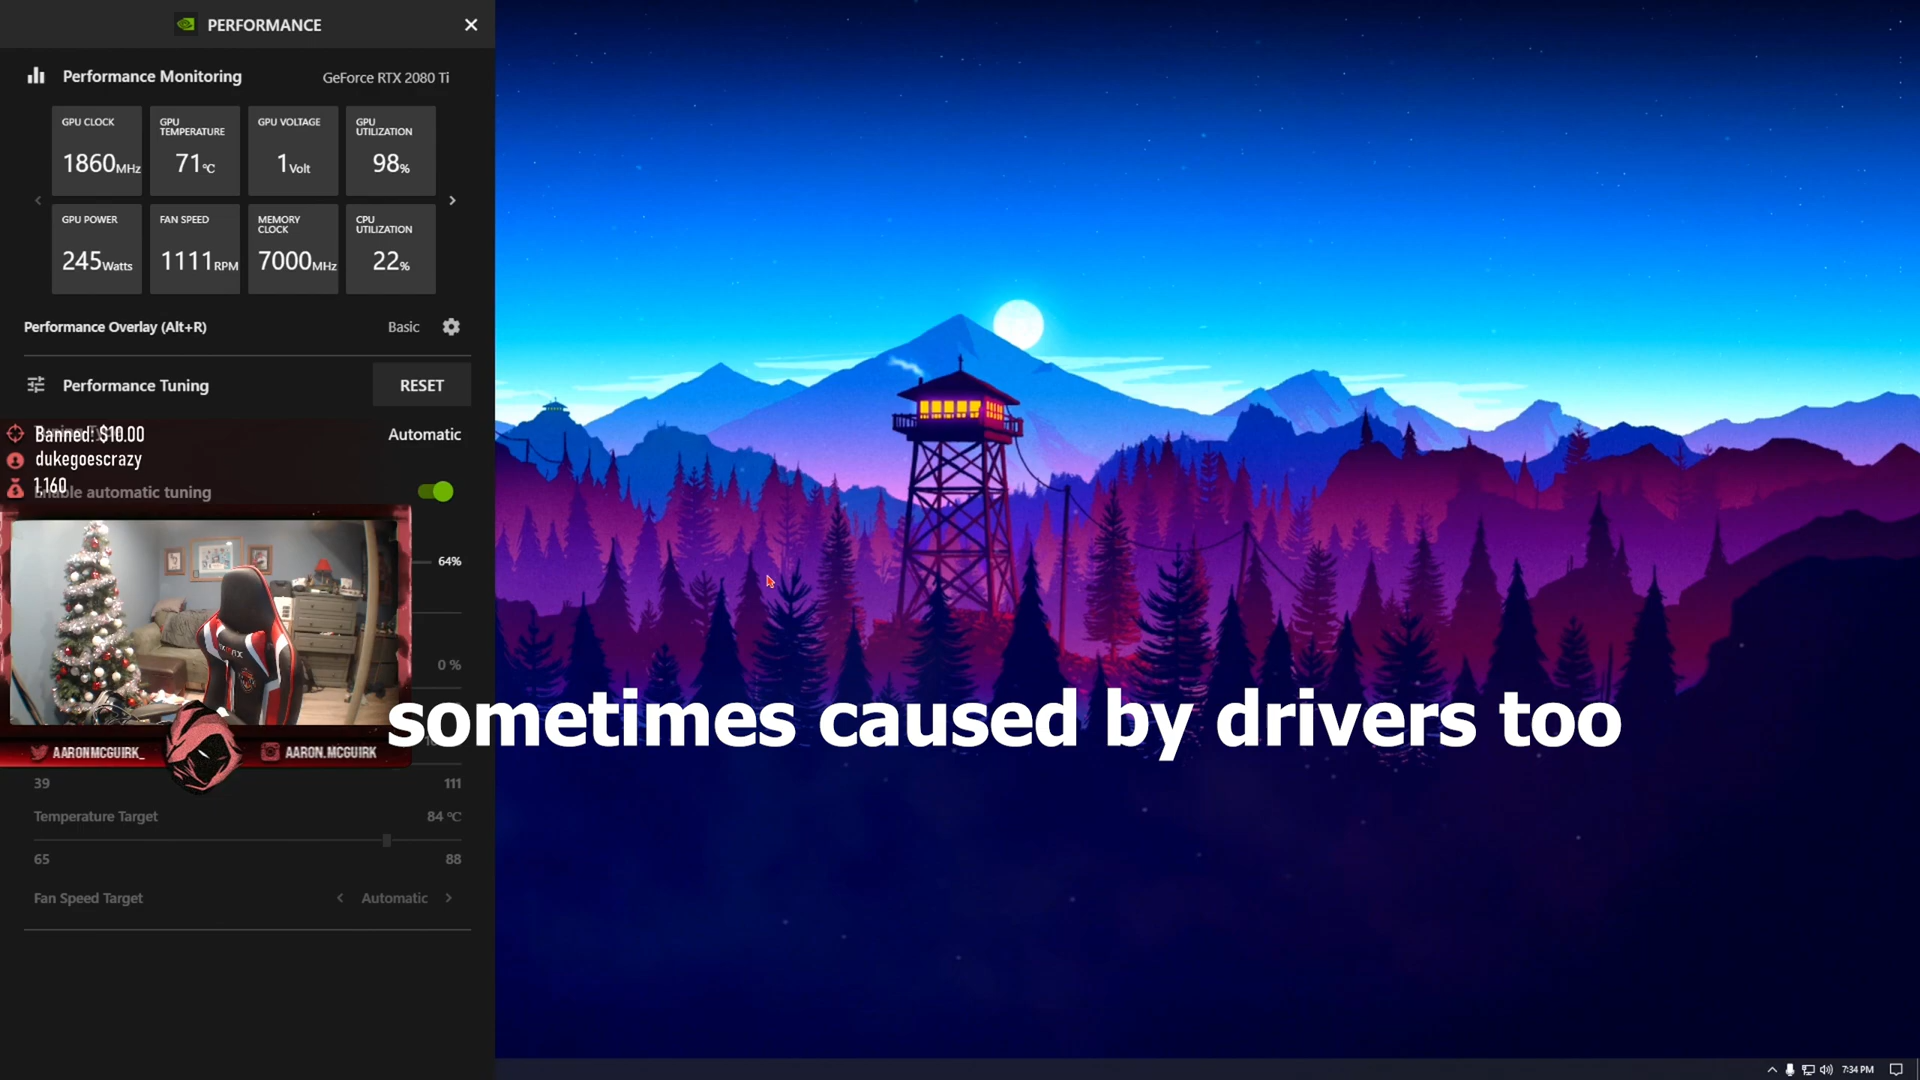 PERFORMANCE
Performance Monitoring
GeForce RTX 2080 Ti
GPU CLOCK
1860MHz
GPU TEMPERATURE
71°C
GPU VOLTAGE
1Volt
GPU UTILIZATION
98%
GPU POWER
245Watts
FAN SPEED
1111RPM
MEMORY CLOCK
7000MHz
CPU UTILIZATION
22%
Performance Overlay (Alt+R)
Basic
Performance Tuning
RESET
Banned: $10.00
Automatic
dukegoescrazy
1,160
Enable automatic tuning
64%
0 %
sometimes caused by drivers too
AARONMCGUIRK_
AARON.MCGUIRK
39
111
Temperature Target
84 °C
65
88
Fan Speed Target
Automatic
7:34 PM